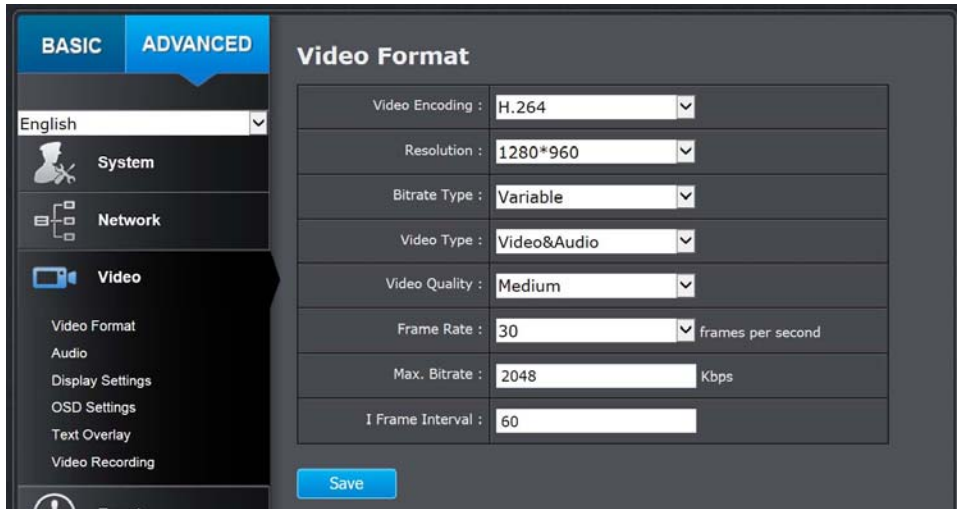 BASIC
ADVANCED
English
System
Network
Video
Video Format
Audio
Display Settings
OSD Settings
Text Overlay
Video Recording
Video Format
Video Encoding : H.264
Resolution : 1280*960
Bitrate Type : Variable
Video Type : Video&Audio
Video Quality : Medium
Frame Rate : 30 frames per second
Max. Bitrate : 2048 Kbps
I Frame Interval : 60
Save